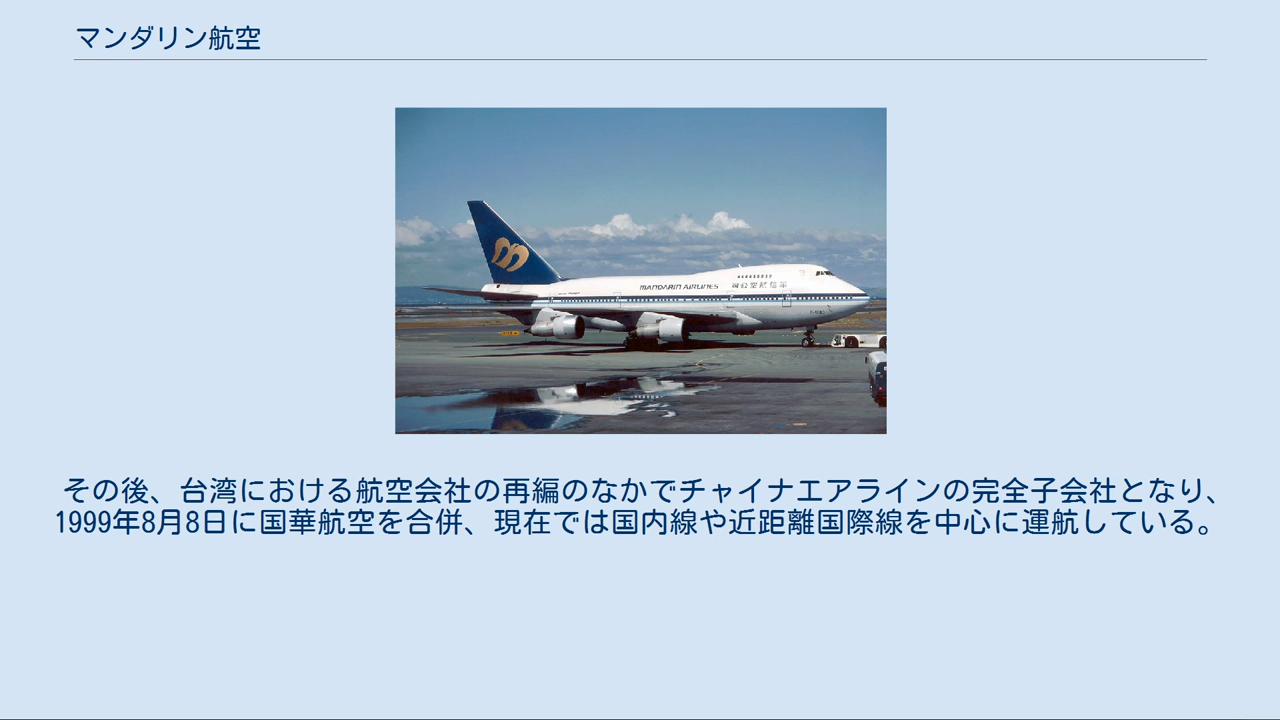 マンダリン航空
MANDARIN AIRLINES
その後、台湾における航空会社の再編のなかでチャイナエアラインの完全子会社となり、
1999年8月8日に国華航空を合併、現在では国内線や近距離国際線を中心に運航している。